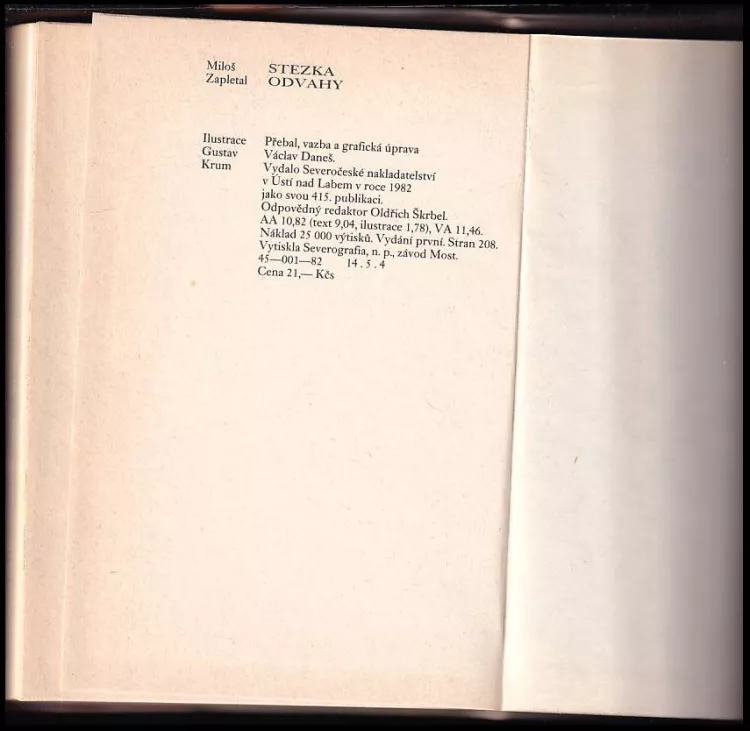 Miloš STEZKA
Zapletal ODVAHY
Ilustrace Přebal, vazba a grafická úprava
Gustav Václav Daneš.
Krum Vydalo Severočeské nakladatelství
v Ústí nad Labem v roce 1982
jako svou 415. publikaci.
Odpovědný redaktor Oldřich Škrbel.
AA 10,82 (text 9,04, ilustrace 1,78), VA 11,46.
Náklad 25 000 výtisků. Vydání první. Stran 208.
Vytiskla Severografia, n. p., závod Most.
45—001—82 14.5.4
Cena 21,— Kčs